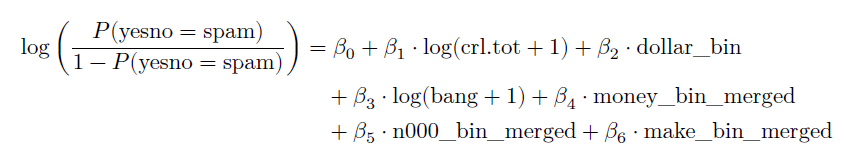 log(P(yesno = spam) / 1 − P(yesno = spam)) = β₀ + β₁ · log(crl.tot + 1) + β₂ · dollar_bin
+ β₃ · log(bang + 1) + β₄ · money_bin_merged
+ β₅ · n000_bin_merged + β₆ · make_bin_merged